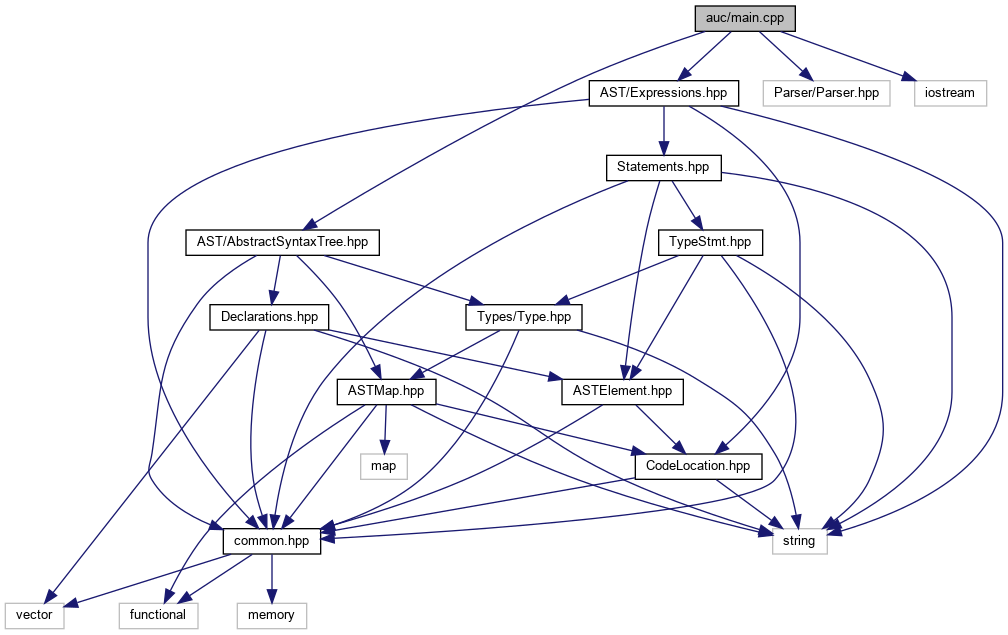 auc/main.cpp
AST/Expressions.hpp
Parser/Parser.hpp
iostream
Statements.hpp
AST/AbstractSyntaxTree.hpp
TypeStmt.hpp
Declarations.hpp
Types/Type.hpp
ASTMap.hpp
ASTElement.hpp
map
CodeLocation.hpp
common.hpp
string
vector
functional
memory